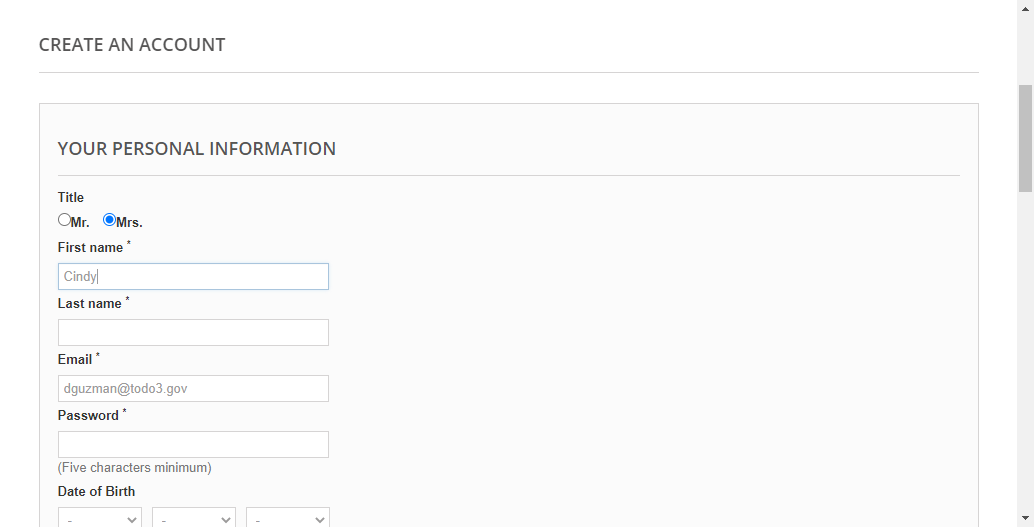 CREATE AN ACCOUNT
YOUR PERSONAL INFORMATION
Title
Mr. Mrs.
First name *
Cindy
Last name *
Email *
dguzman@todo3.gov
Password *
(Five characters minimum)
Date of Birth
- - -